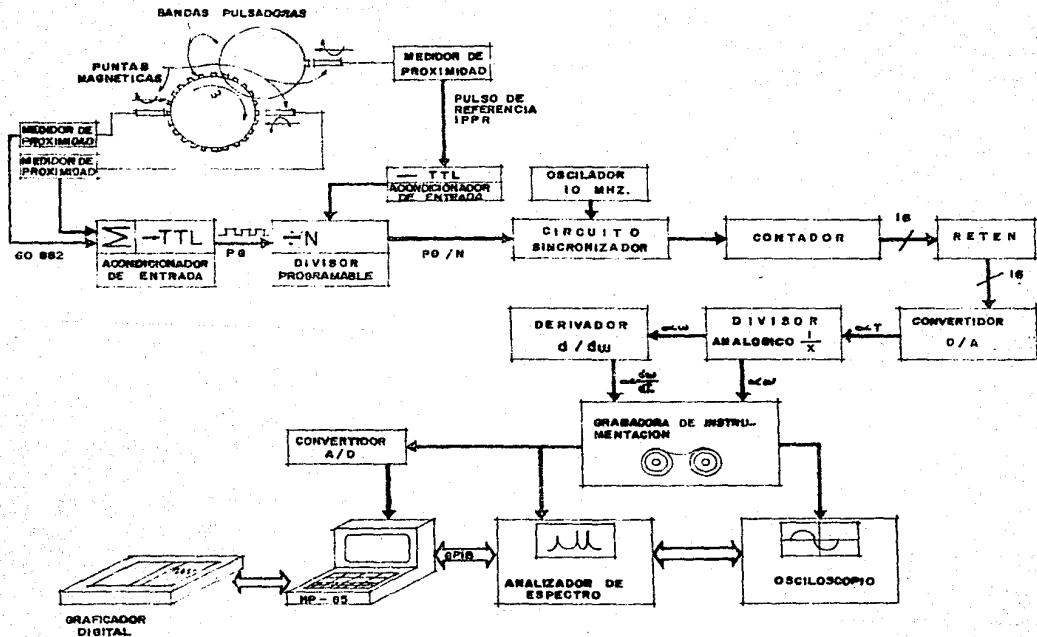 BANDAS PULSADORAS
PUNTAS
MAGNETICAS
ω
MEDIDOR DE
PROXIMIDAD
PULSO DE
REFERENCIA
1PPR
MEDIDOR DE
PROXIMIDAD
MEDIDOR DE
PROXIMIDAD
— TTL
ACONDICIONADOR
DE ENTRADA
OSCILADOR
10 MHZ.
Σ →TTL
ACONDICIONADOR
DE ENTRADA
PG
÷N
DIVISOR
PROGRAMABLE
PG/N
CIRCUITO
SINCRONIZADOR
CONTADOR
16
RETEN
16
CONVERTIDOR
D/A
∝T
DIVISOR
ANALOGICO 1/X
∝ω
DERIVADOR
d/dω
∝dω/dt
∝ω
GRABADORA DE INSTRU-
MENTACION
CONVERTIDOR
A/D
HP-85
GPIB
ANALIZADOR DE
ESPECTRO
OSCILOSCOPIO
GRAFICADOR
DIGITAL